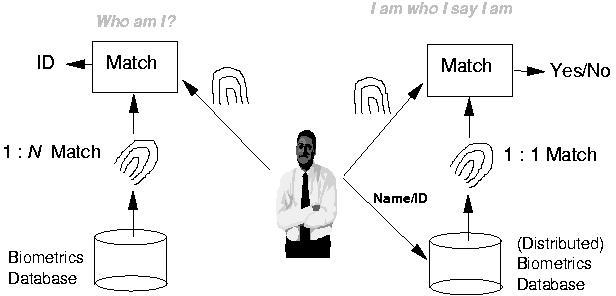 Who am I?
I am who I say I am
ID
Match
Match
Yes/No
1 : N Match
1 : 1 Match
Name/ID
Biometrics
Database
(Distributed)
Biometrics
Database